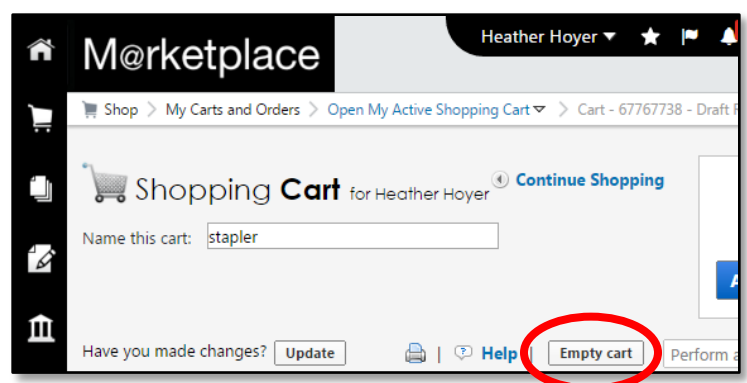 Heather Hoyer
M@rketplace
Shop > My Carts and Orders > Open My Active Shopping Cart > Cart - 67767738 - Draft
Shopping Cart for Heather Hoyer Continue Shopping
Name this cart: stapler
Have you made changes? Update | Help | Empty cart Perform